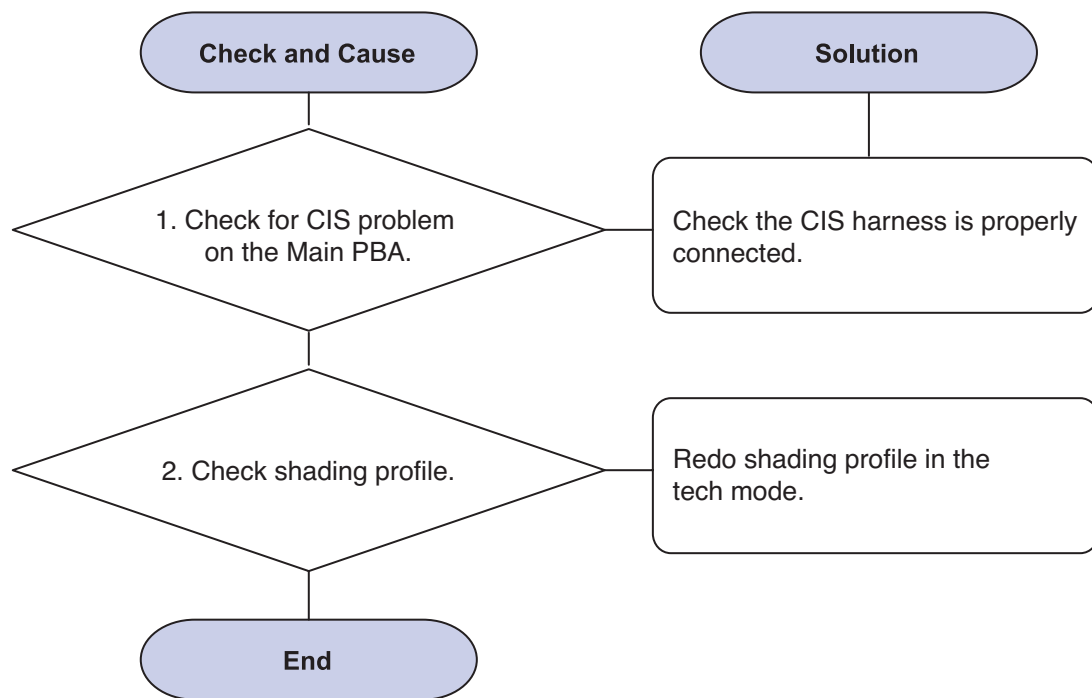 Check and Cause
Solution
1. Check for CIS problem
on the Main PBA.
Check the CIS harness is properly
connected.
2. Check shading profile.
Redo shading profile in the
tech mode.
End